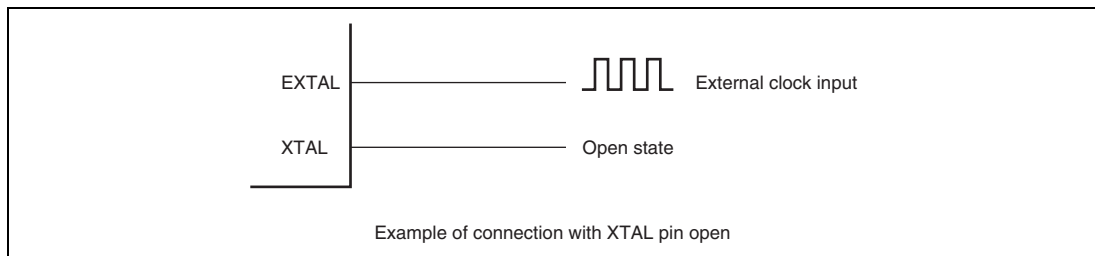 EXTAL External clock input
XTAL Open state
Example of connection with XTAL pin open